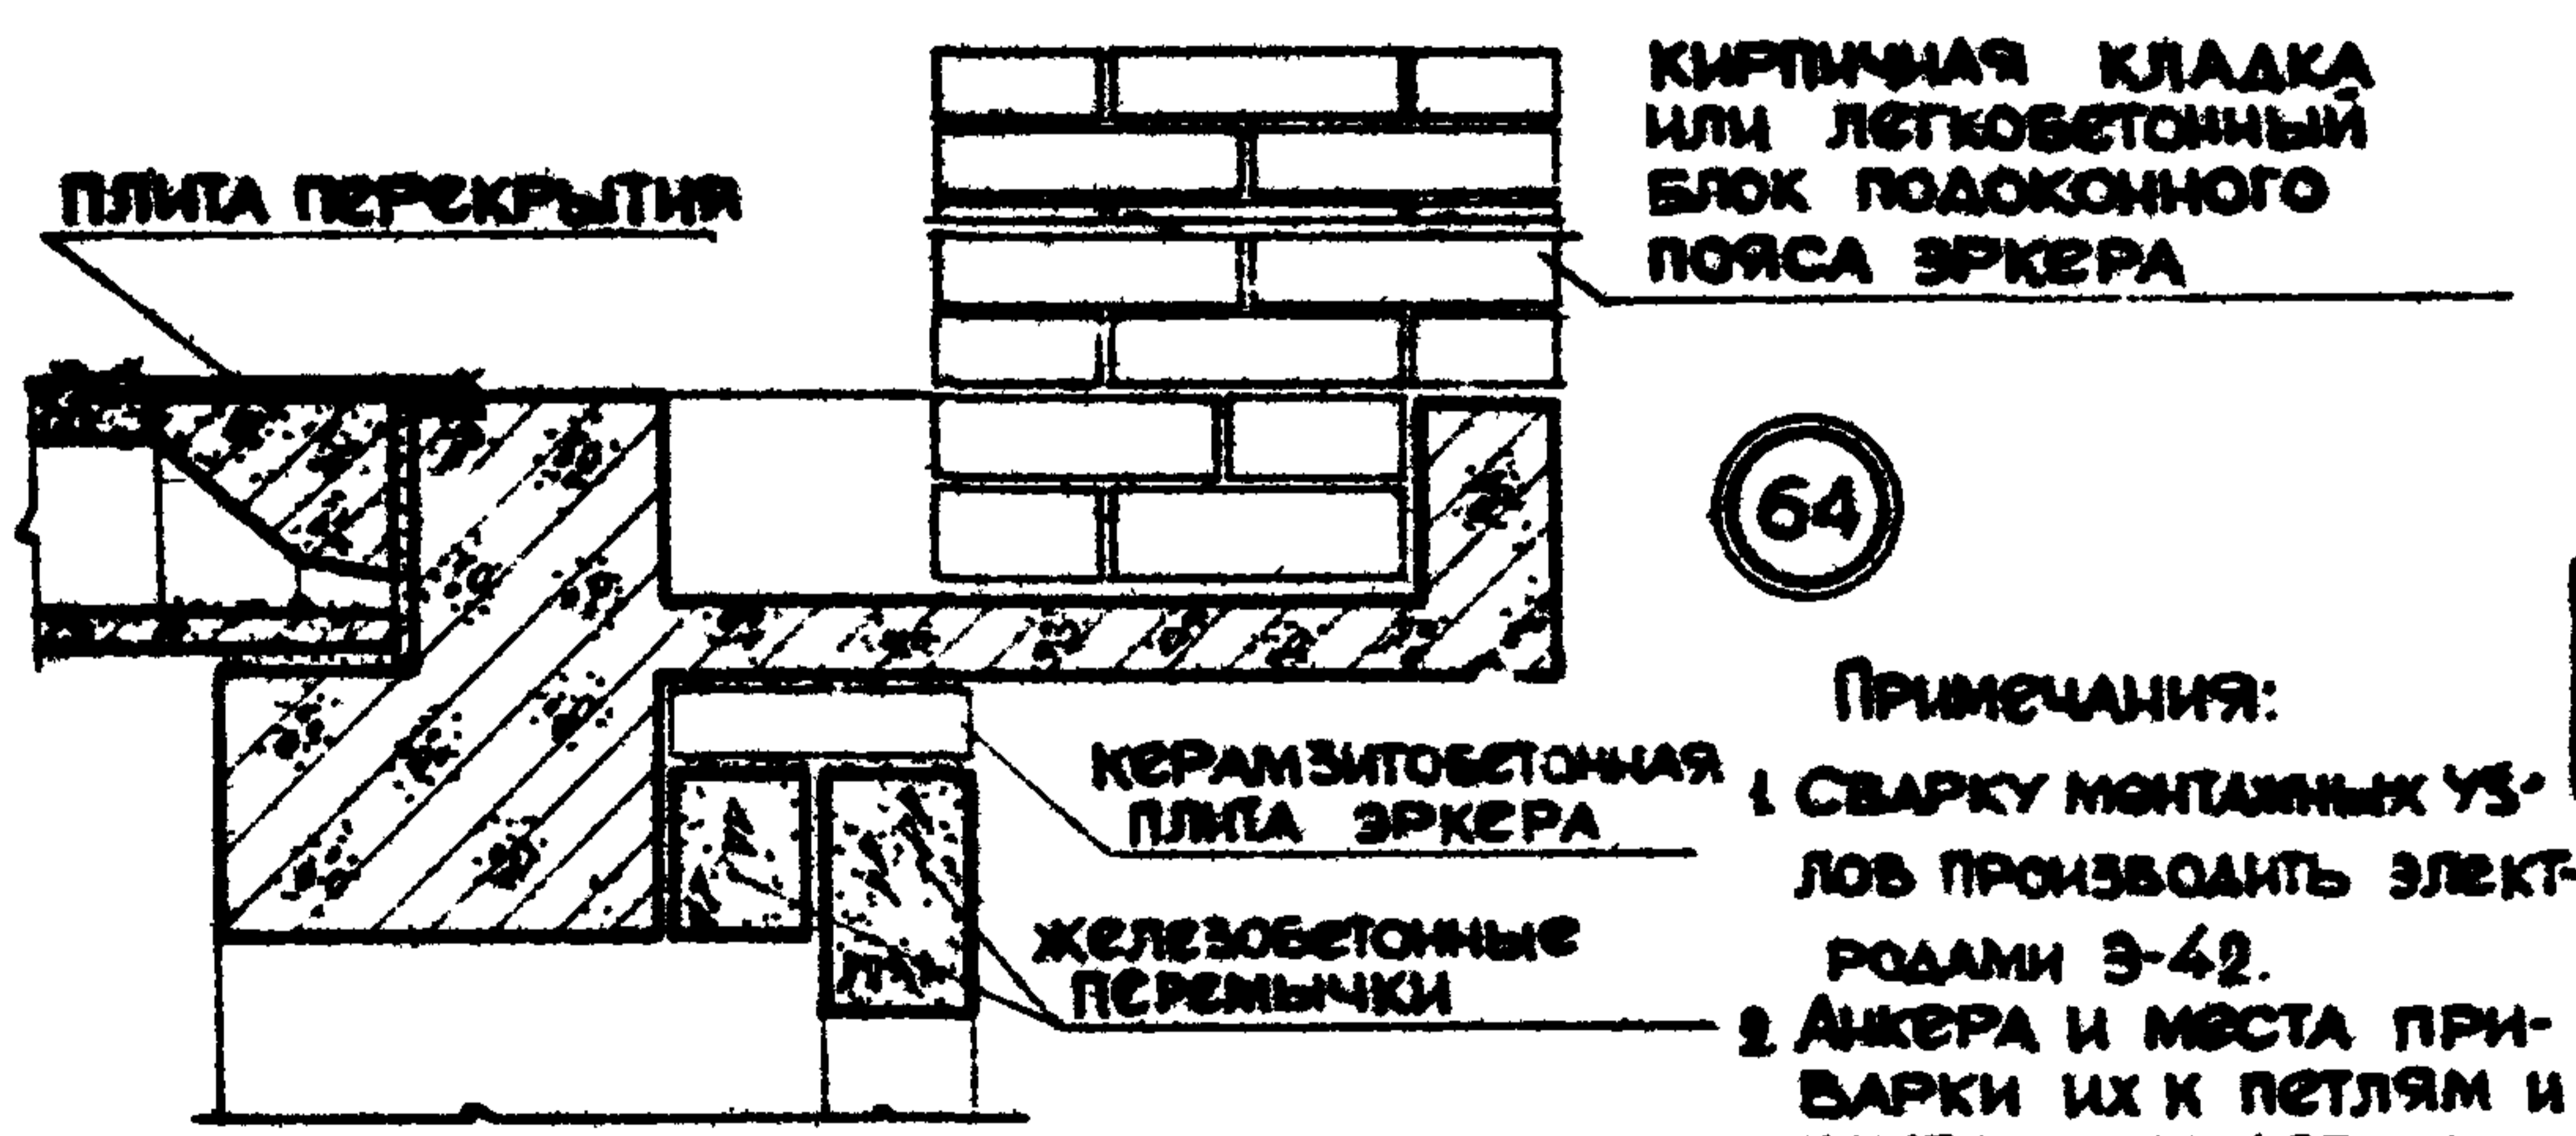 ПЛИТА ПЕРЕКРЫТИЯ
КИРПИЧНАЯ КЛАДКА
ИЛИ ЛЕГКОБЕТОННЫЙ
БЛОК ПОДОКОННОГО
ПОЯСА ЭРКЕРА
64
КЕРАМЗИТОБЕТОННАЯ
ПЛИТА ЭРКЕРА
ЖЕЛЕЗОБЕТОННЫЕ
ПЕРЕМЫЧКИ
ПРИМЕЧАНИЯ:
1 СВАРКУ МОНТАЖНЫХ УЗ-
ЛОВ ПРОИЗВОДИТЬ ЭЛЕКТ-
РОДАМИ Э-42.
2 АНКЕРА И МЕСТА ПРИ-
ВАРКИ ИХ К ПЕТЛЯМ И